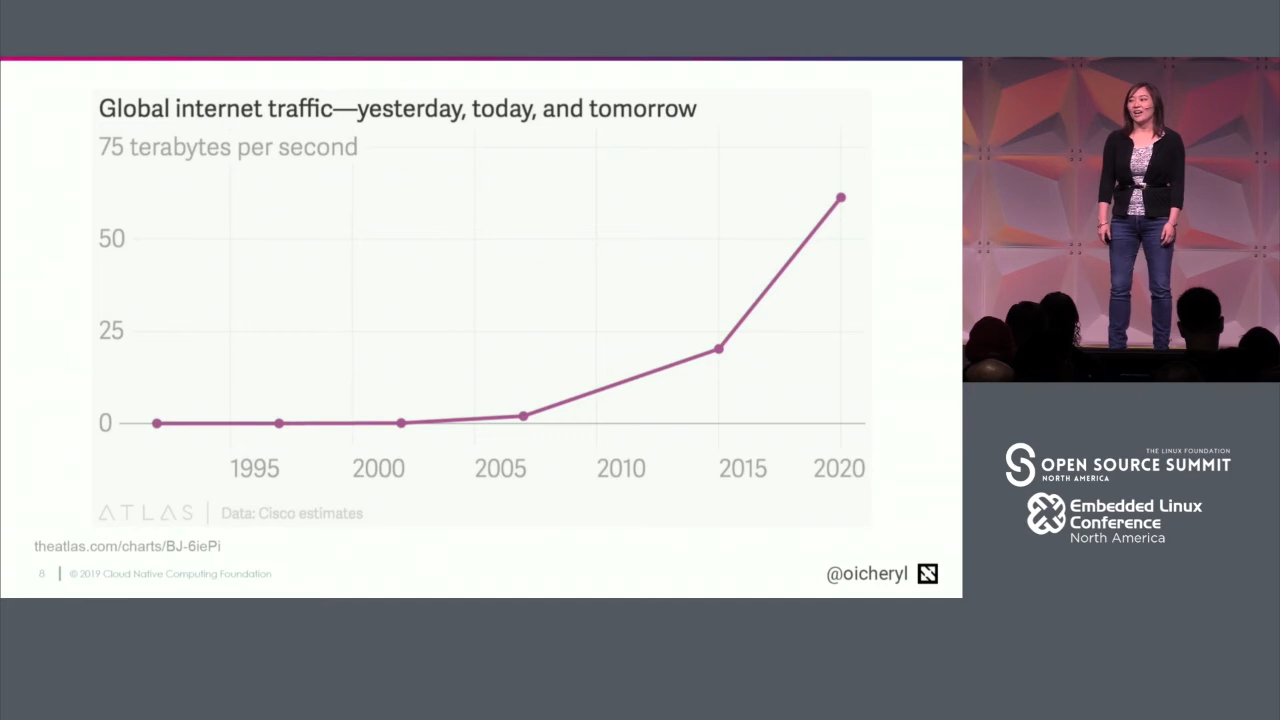 Global internet traffic—yesterday, today, and tomorrow
75 terabytes per second
50
25
0
1995 2000 2005 2010 2015 2020
ATLAS | Data: Cisco estimates
theatlas.com/charts/BJ-6iePi
8 | © 2019 Cloud Native Computing Foundation
@oicheryl
THE LINUX FOUNDATION
OPEN SOURCE SUMMIT
NORTH AMERICA
Embedded Linux
Conference
North America